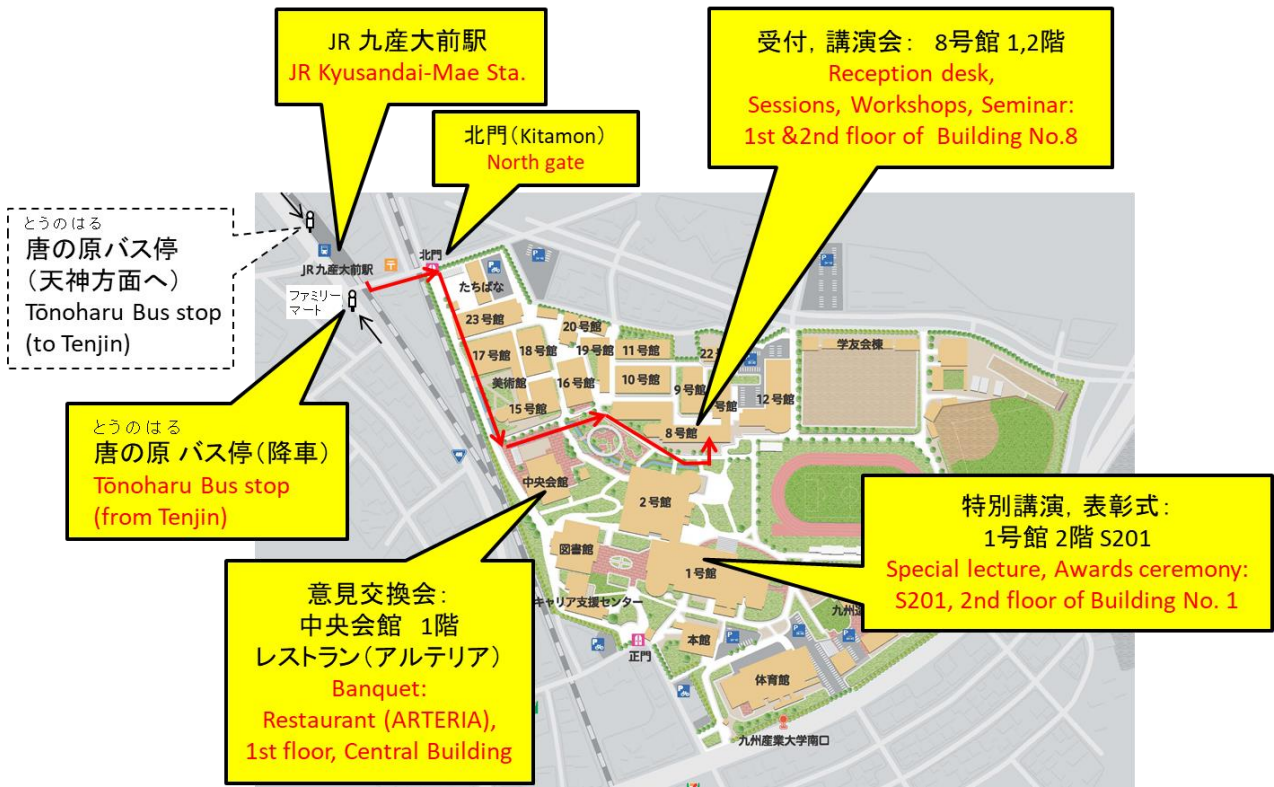 JR 九産大前駅
JR Kyusandai-Mae Sta.
受付, 講演会： 8号館 1,2階
Reception desk,
Sessions, Workshops, Seminar:
1st &2nd floor of Building No.8
北門(Kitamon)
North gate
とうのはる
唐の原バス停
(天神方面へ)
Tōnoharu Bus stop
(to Tenjin)
北門
JR 九産大前駅
ファミリー
マート
たちばな
23号館
20号館
17号館
18号館
19号館
11号館
22
学友会棟
美術館
16号館
10号館
9号館
号館
12号館
15号館
8号館
とうのはる
唐の原 バス停(降車)
Tōnoharu Bus stop
(from Tenjin)
中央会館
2号館
図書館
1号館
キャリア支援センター
特別講演, 表彰式：
1号館 2階 S201
Special lecture, Awards ceremony:
S201, 2nd floor of Building No. 1
意見交換会：
中央会館 1階
レストラン(アルテリア)
Banquet:
Restaurant (ARTERIA),
1st floor, Central Building
九州
正門
本館
体育館
九州産業大学南口